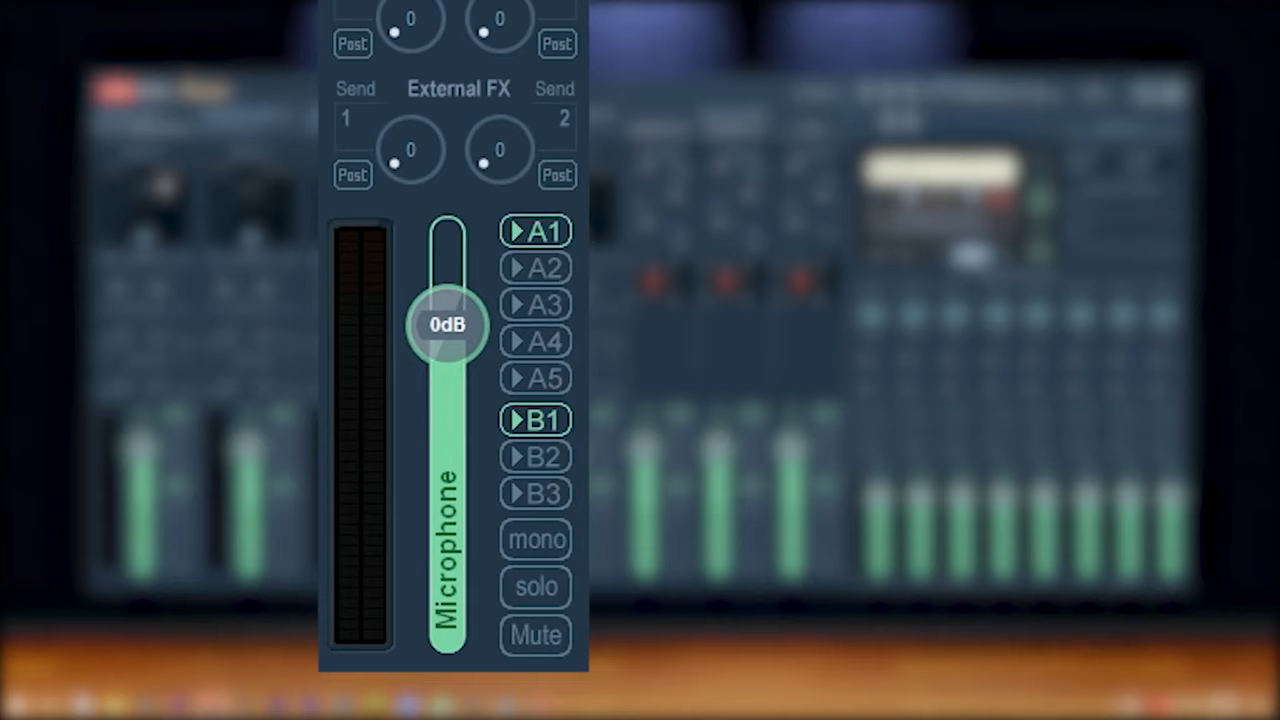 0 0
Post Post
Send External FX Send
1 2
0 0
Post Post
A1
A2
A3
0dB
A4
A5
B1
B2
B3
Microphone
mono
solo
Mute